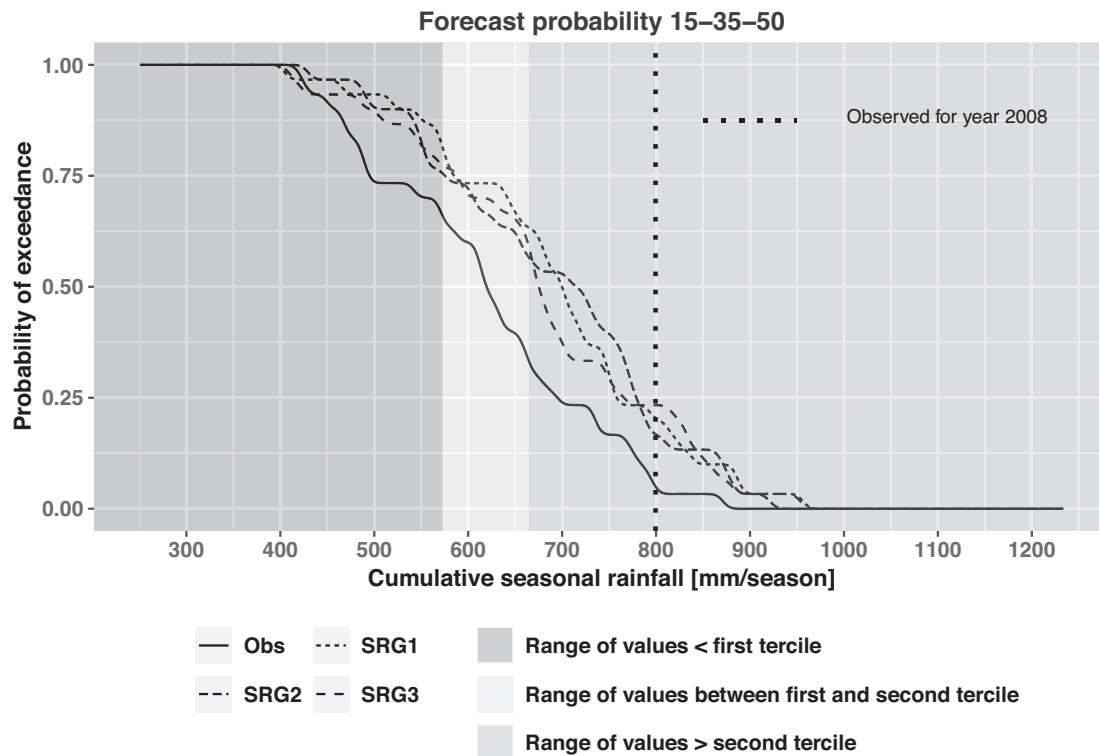 Forecast probability 15–35–50
1.00
0.75
0.50
0.25
0.00
Probability of exceedance
Observed for year 2008
300 400 500 600 700 800 900 1000 1100 1200
Cumulative seasonal rainfall [mm/season]
Obs SRG1 Range of values < first tercile
SRG2 SRG3 Range of values between first and second tercile
Range of values > second tercile